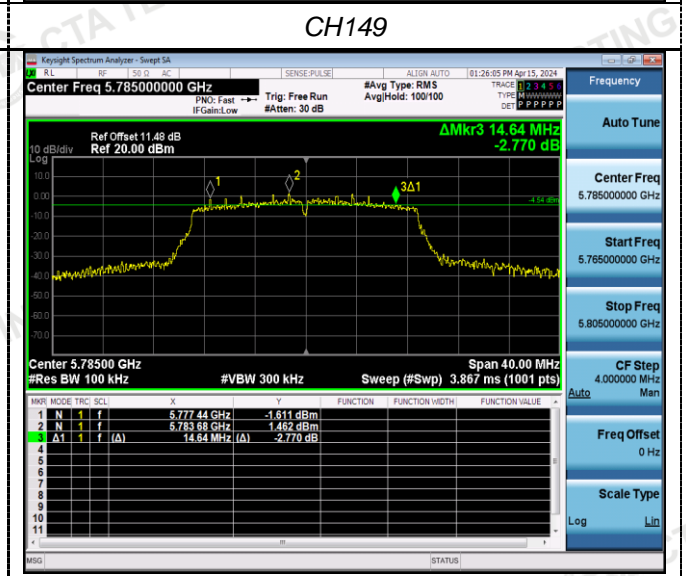 CH149
Keysight Spectrum Analyzer - Swept SA
RL RF 50 Ω AC SENSE:PULSE ALIGN AUTO 01:26:05 PM Apr 15, 2024
Center Freq 5.785000000 GHz #Avg Type: RMS TRACE 1 2 3 4 5 6
PNO: Fast Trig: Free Run Avg|Hold: 100/100 TYPE M WWWWW
IFGain:Low #Atten: 30 dB DET P P P P P P
Frequency
Auto Tune
Center Freq
5.785000000 GHz
Start Freq
5.765000000 GHz
Stop Freq
5.805000000 GHz
CF Step
4.000000 MHz
Auto Man
Freq Offset
0 Hz
Scale Type
Log Lin
ΔMkr3 14.64 MHz
-2.770 dB
Ref Offset 11.48 dB
10 dB/div Ref 20.00 dBm
Log
10.0
0.00
-10.0
-20.0
-30.0
-40.0
-50.0
-60.0
-70.0
1
2
3Δ1
-4.54 dBm
Center 5.78500 GHz Span 40.00 MHz
#Res BW 100 kHz #VBW 300 kHz Sweep (#Swp) 3.867 ms (1001 pts)
MKR MODE TRC SCL X Y FUNCTION FUNCTION WIDTH FUNCTION VALUE
1 N 1 f 5.777 44 GHz -1.611 dBm
2 N 1 f 5.783 68 GHz 1.462 dBm
3 Δ1 1 f (Δ) 14.64 MHz (Δ) -2.770 dB
4
5
6
7
8
9
10
11
MSG STATUS